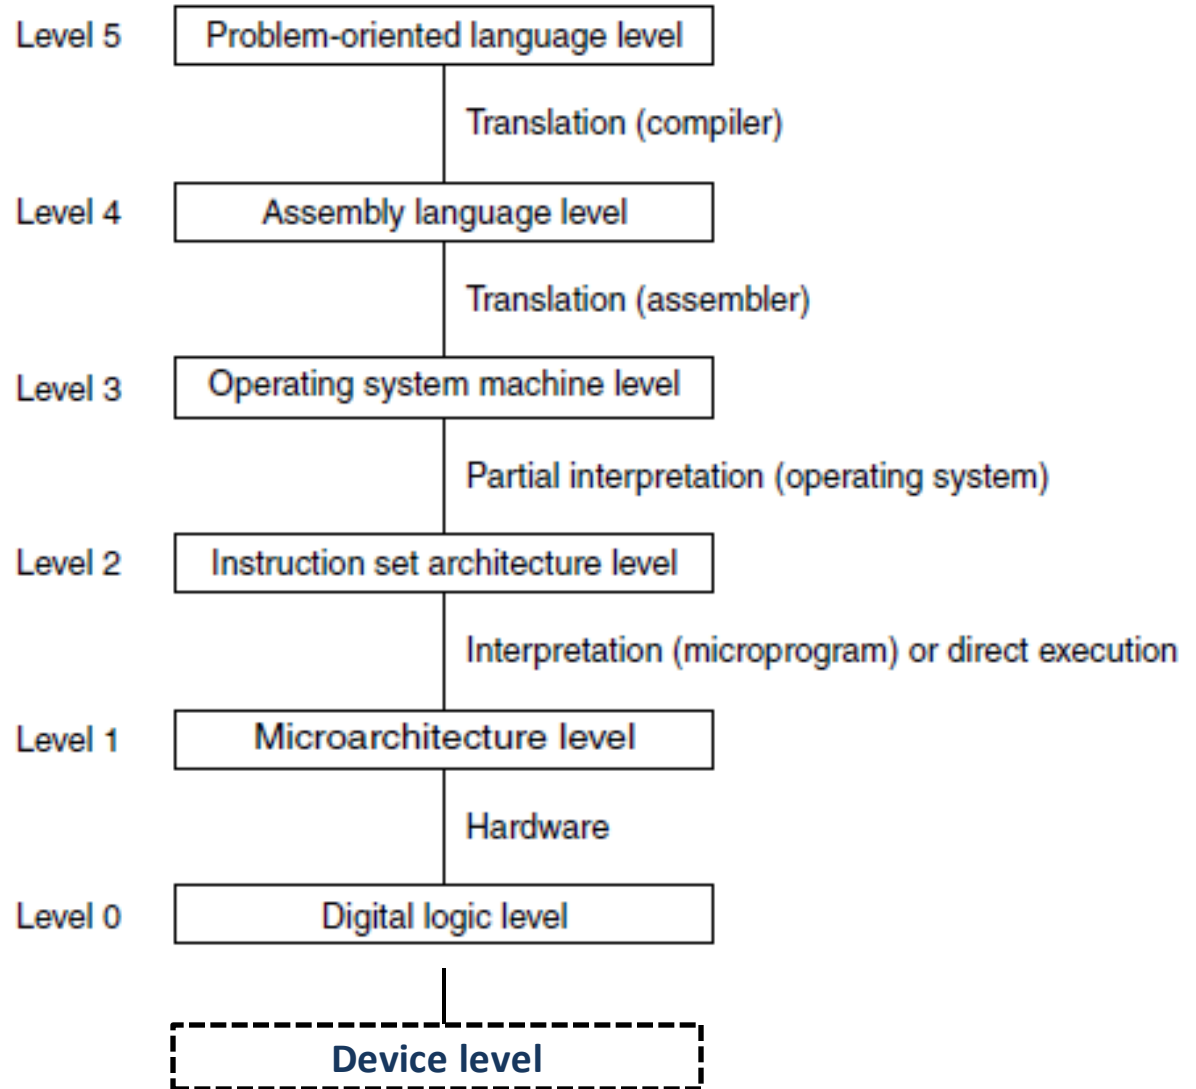 Level 5 Problem-oriented language level
Translation (compiler)
Level 4 Assembly language level
Translation (assembler)
Level 3 Operating system machine level
Partial interpretation (operating system)
Level 2 Instruction set architecture level
Interpretation (microprogram) or direct execution
Level 1 Microarchitecture level
Hardware
Level 0 Digital logic level
Device level